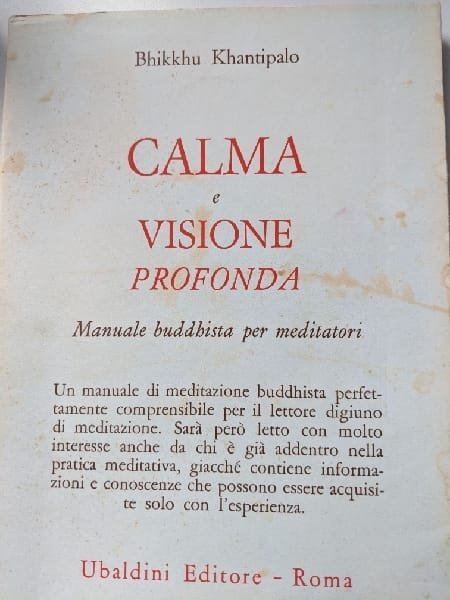 Bhikkhu Khantipalo
CALMA
e
VISIONE
PROFONDA
Manuale buddhista per meditatori
Un manuale di meditazione buddhista perfet-
tamente comprensibile per il lettore digiuno
di meditazione. Sarà però letto con molto
interesse anche da chi è già addentro nella
pratica meditativa, giacché contiene informa-
zioni e conoscenze che possono essere acquisi-
te solo con l'esperienza.
Ubaldini Editore - Roma